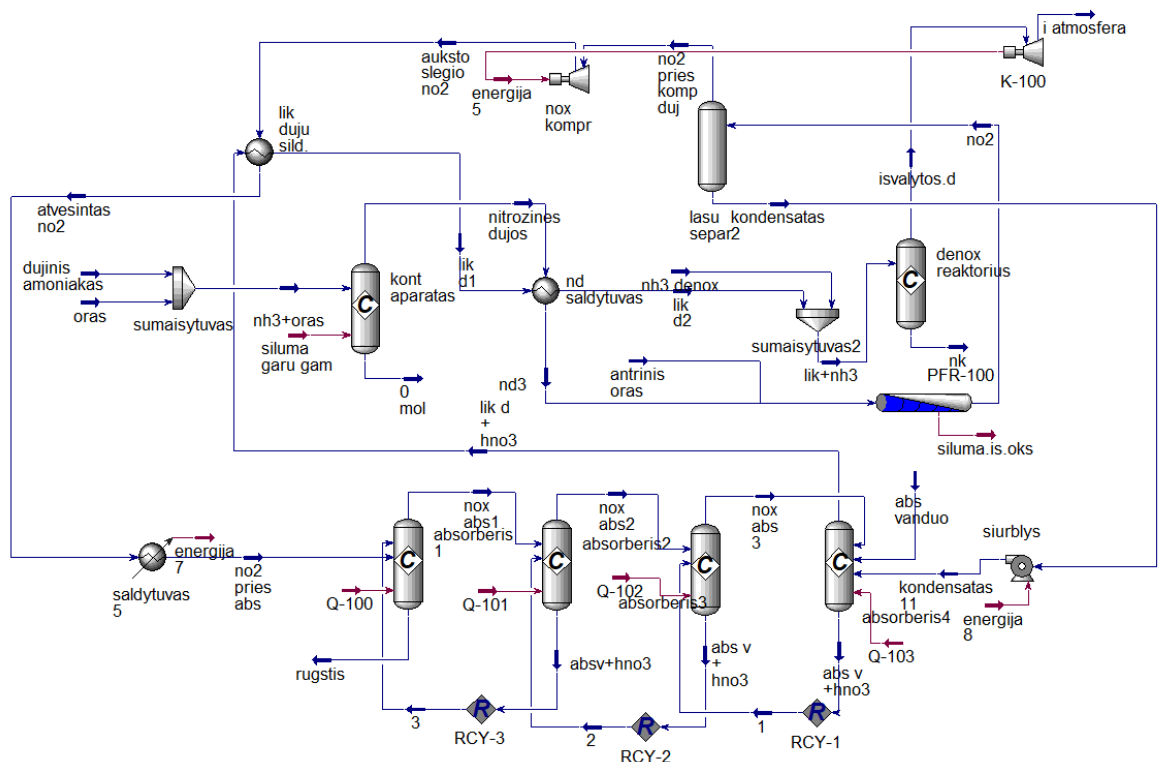 i atmosfera
K-100
auksto
slegio
no2
energija
5
nox
kompr
no2
pries
komp
duj
no2
lik
duju
sild.
isvalytos.d
atvesintas
no2
nitrozines
dujos
lasu
separ2
kondensatas
dujinis
amoniakas
oras
sumaisytuvas
nh3+oras
siluma
garu gam
kont
aparatas
C
0
mol
lik
d1
nd
saldytuvas
nh3 denox
lik
d2
sumaisytuvas2
lik+nh3
denox
reaktorius
C
nk
PFR-100
nd3
antrinis
oras
siluma.is.oks
lik d
+
hno3
abs
vanduo
saldytuvas
5
energija
7
no2
pries
abs
nox
abs1
absorberis
1
C
Q-100
rugstis
3
R
RCY-3
nox
abs2
absorberis2
C
Q-101
absv+hno3
2
R
RCY-2
nox
abs
3
Q-102
absorberis3
C
abs v
+
hno3
1
R
RCY-1
C
absorberis4
Q-103
abs v
+hno3
kondensatas
11
siurblys
energija
8